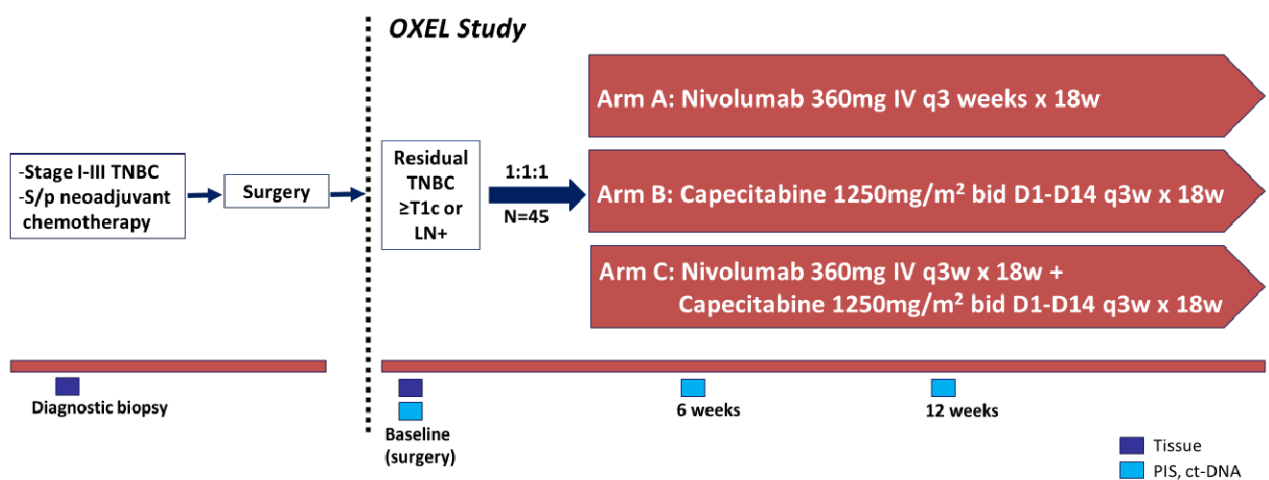 OXEL Study
-Stage I-III TNBC
-S/p neoadjuvant
chemotherapy
Surgery
Residual
TNBC
≥T1c or
LN+
1:1:1
N=45
Arm A: Nivolumab 360mg IV q3 weeks x 18w
Arm B: Capecitabine 1250mg/m² bid D1-D14 q3w x 18w
Arm C: Nivolumab 360mg IV q3w x 18w +
Capecitabine 1250mg/m² bid D1-D14 q3w x 18w
Diagnostic biopsy
Baseline
(surgery)
6 weeks
12 weeks
Tissue
PIS, ct-DNA